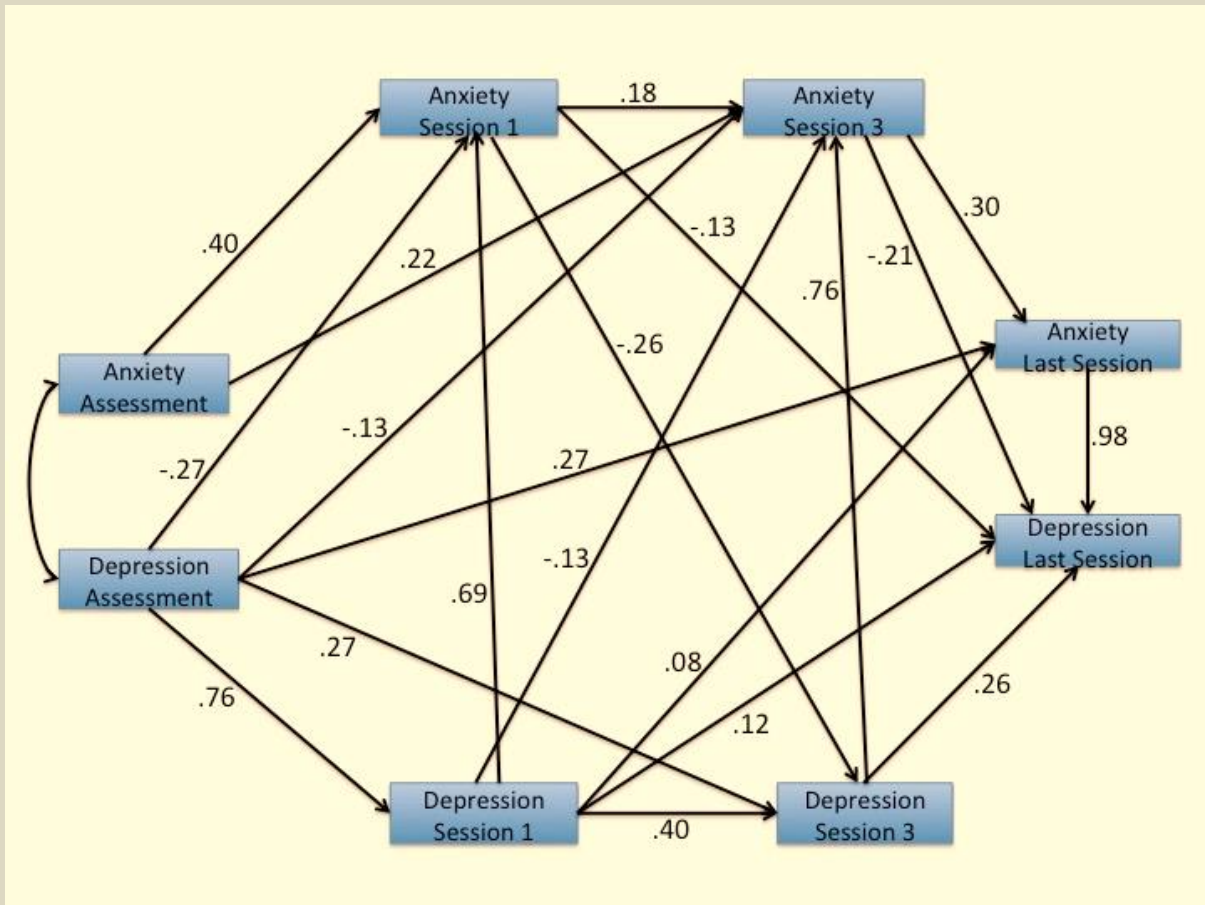 .18
Anxiety
Session 1
Anxiety
Session 3
.40
.22
-.13
-.21
.30
.76
-.26
Anxiety
Last Session
Anxiety
Assessment
-.13
-.27
.27
.98
Depression
Last Session
Depression
Assessment
-.13
.69
.27
.08
.26
.76
.12
Depression
Session 1
Depression
Session 3
.40